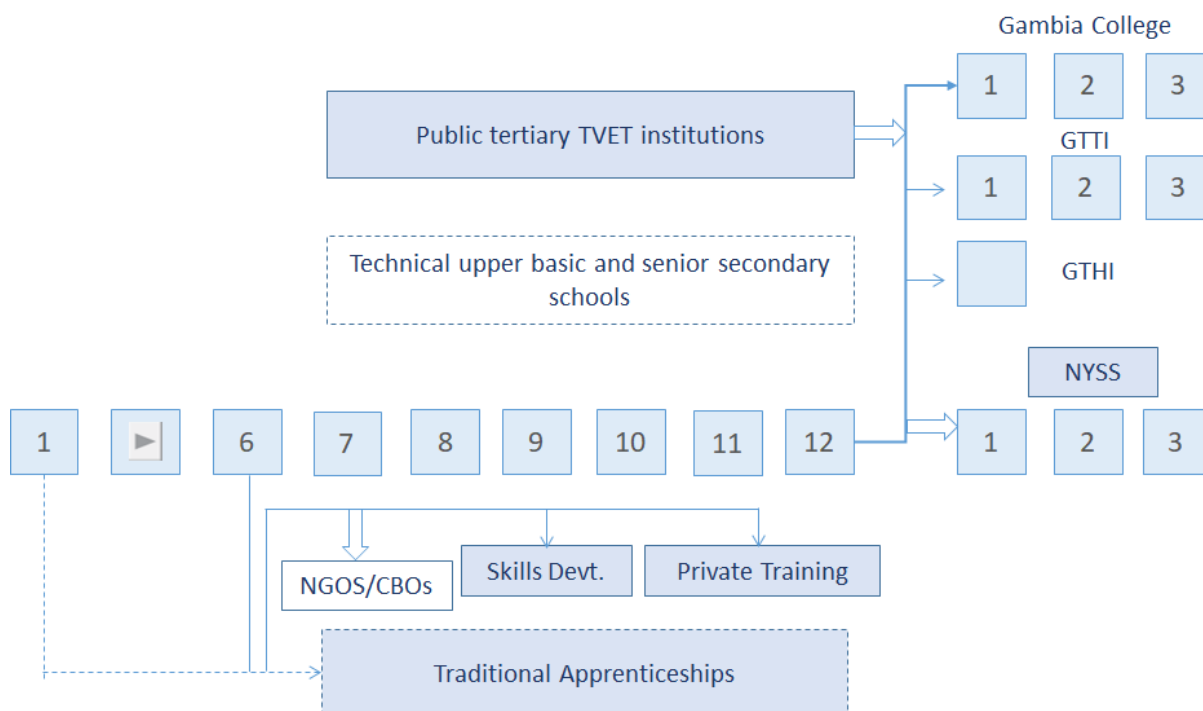 Gambia College
1 2 3
Public tertiary TVET institutions
GTTI
1 2 3
Technical upper basic and senior secondary
schools
GTHI
NYSS
1 6 7 8 9 10 11 12 1 2 3
NGOS/CBOs
Skills Devt.
Private Training
Traditional Apprenticeships